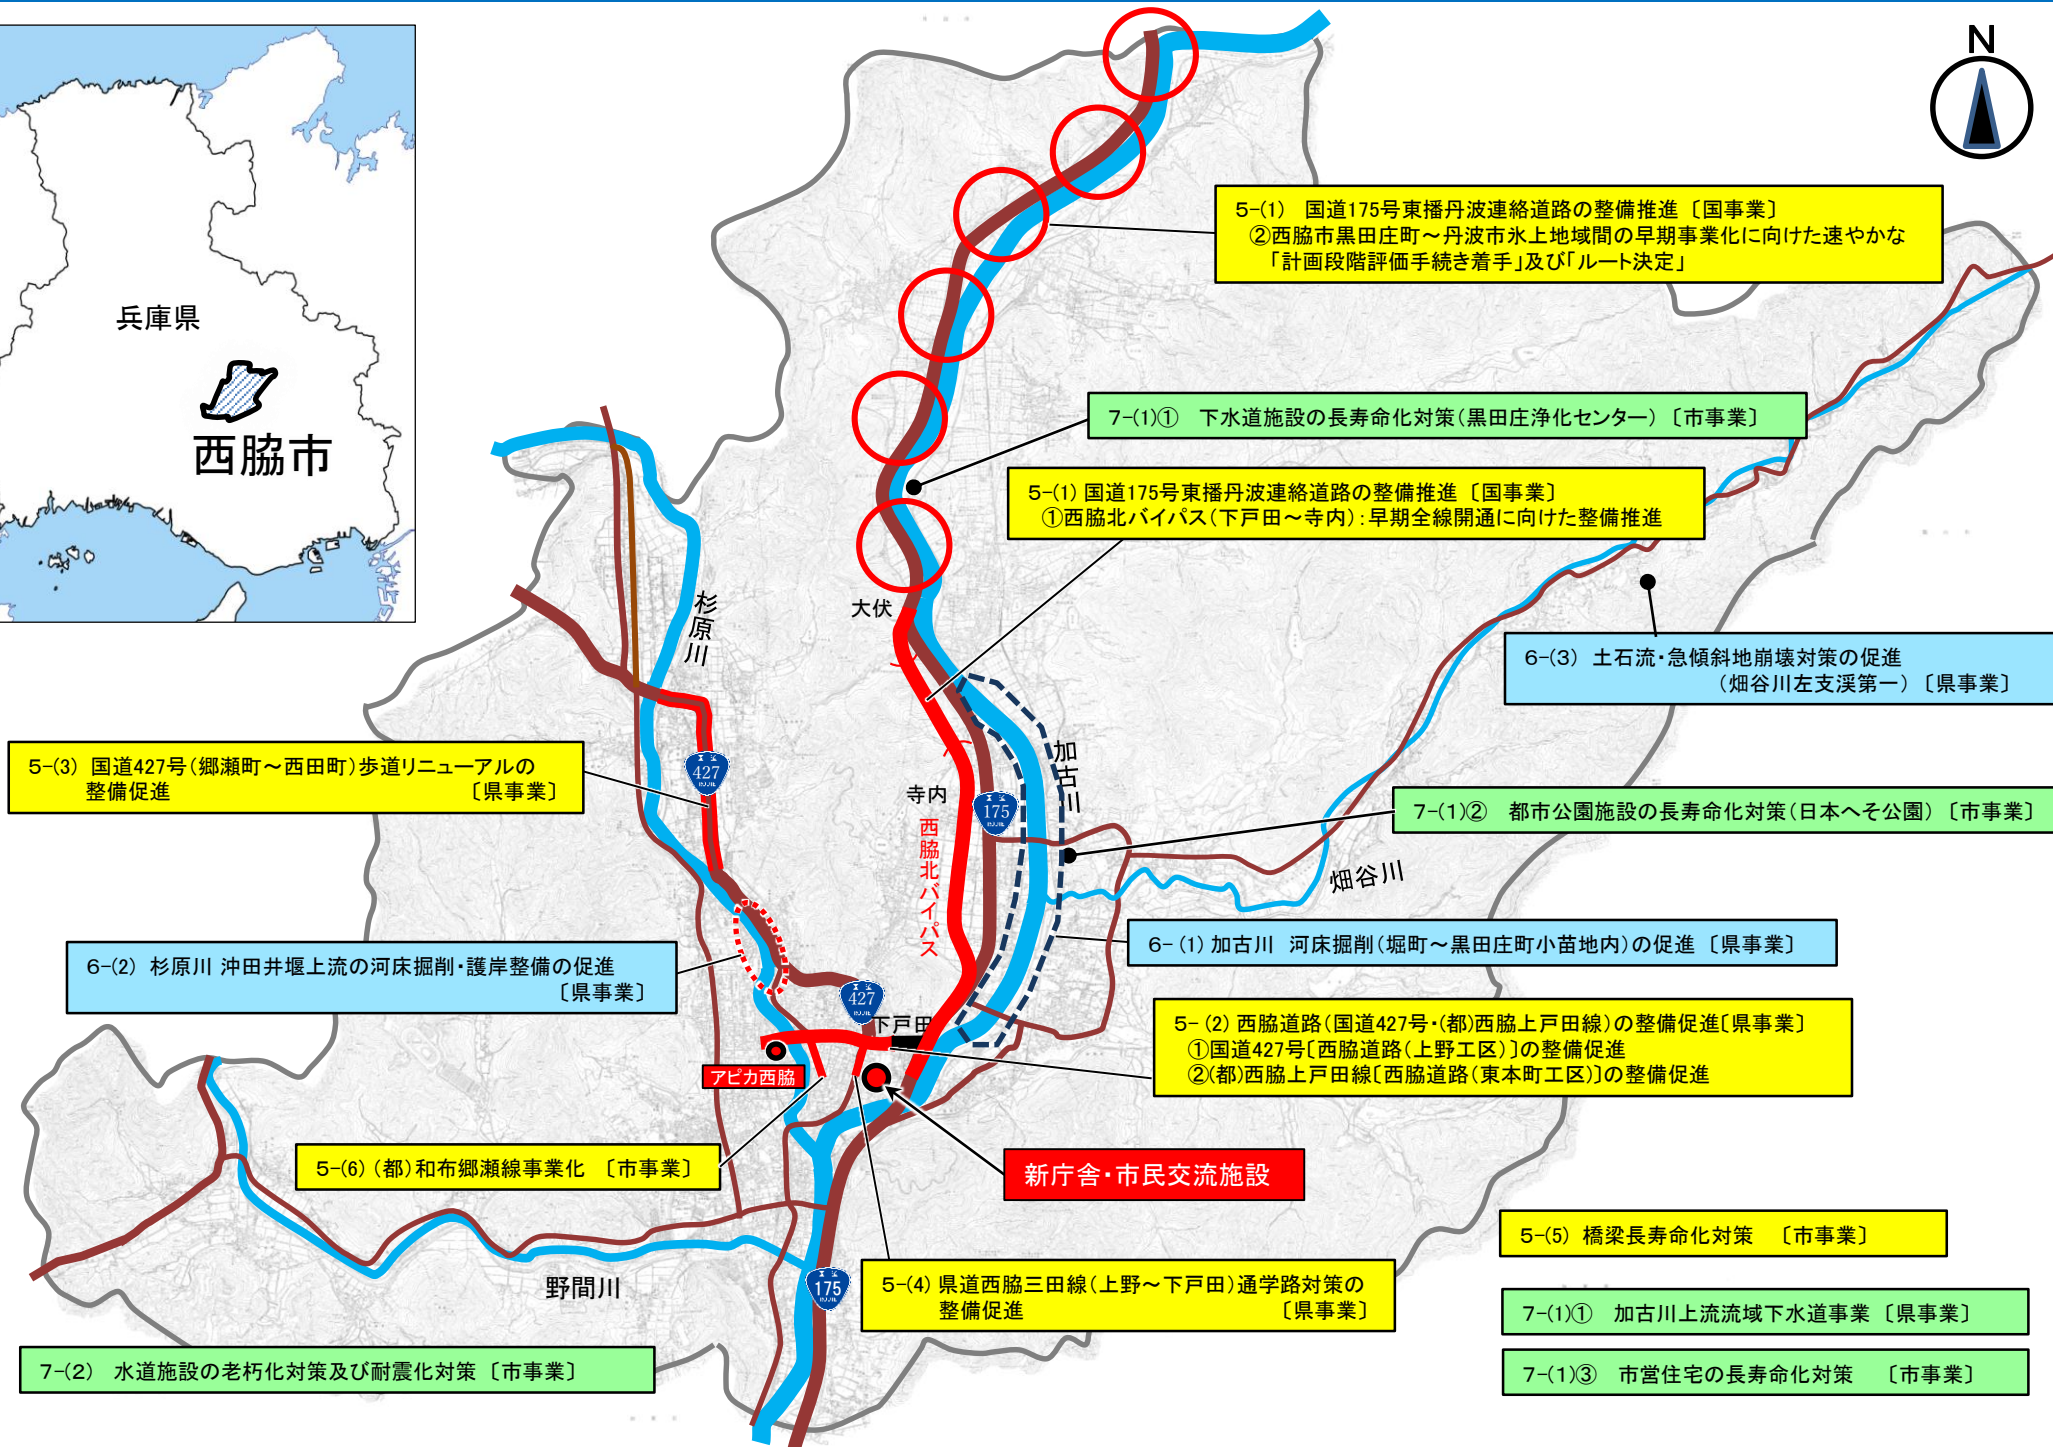 N
兵庫県
西脇市
5-(1)　国道175号東播丹波連絡道路の整備推進〔国事業〕
②西脇市黒田庄町～丹波市氷上地域間の早期事業化に向けた速やかな
「計画段階評価手続き着手」及び「ルート決定」
7-(1)①　下水道施設の長寿命化対策(黒田庄浄化センター)〔市事業〕
5-(1) 国道175号東播丹波連絡道路の整備推進〔国事業〕
①西脇北バイパス(下戸田～寺内):早期全線開通に向けた整備推進
大伏
杉原川
6-(3) 土石流・急傾斜地崩壊対策の促進
(畑谷川左支渓第一)〔県事業〕
5-(3) 国道427号(郷瀬町～西田町)歩道リニューアルの
整備促進　〔県事業〕
427
ROUTE
加古川
寺内
175
ROUTE
西脇北バイパス
7-(1)②　都市公園施設の長寿命化対策(日本へそ公園)〔市事業〕
畑谷川
6-(1) 加古川 河床掘削(堀町～黒田庄町小苗地内)の促進〔県事業〕
6-(2) 杉原川 沖田井堰上流の河床掘削・護岸整備の促進
〔県事業〕
427
ROUTE
下戸田
5-(2) 西脇道路(国道427号・(都)西脇上戸田線)の整備促進〔県事業〕
①国道427号〔西脇道路(上野工区)〕の整備促進
②(都)西脇上戸田線〔西脇道路(東本町工区)〕の整備促進
アピカ西脇
5-(6) (都)和布郷瀬線事業化　〔市事業〕
新庁舎・市民交流施設
5-(5) 橋梁長寿命化対策　〔市事業〕
野間川
175
ROUTE
5-(4) 県道西脇三田線(上野～下戸田)通学路対策の
整備促進　〔県事業〕
7-(1)①　加古川上流流域下水道事業〔県事業〕
7-(2)　水道施設の老朽化対策及び耐震化対策〔市事業〕
7-(1)③　市営住宅の長寿命化対策　〔市事業〕